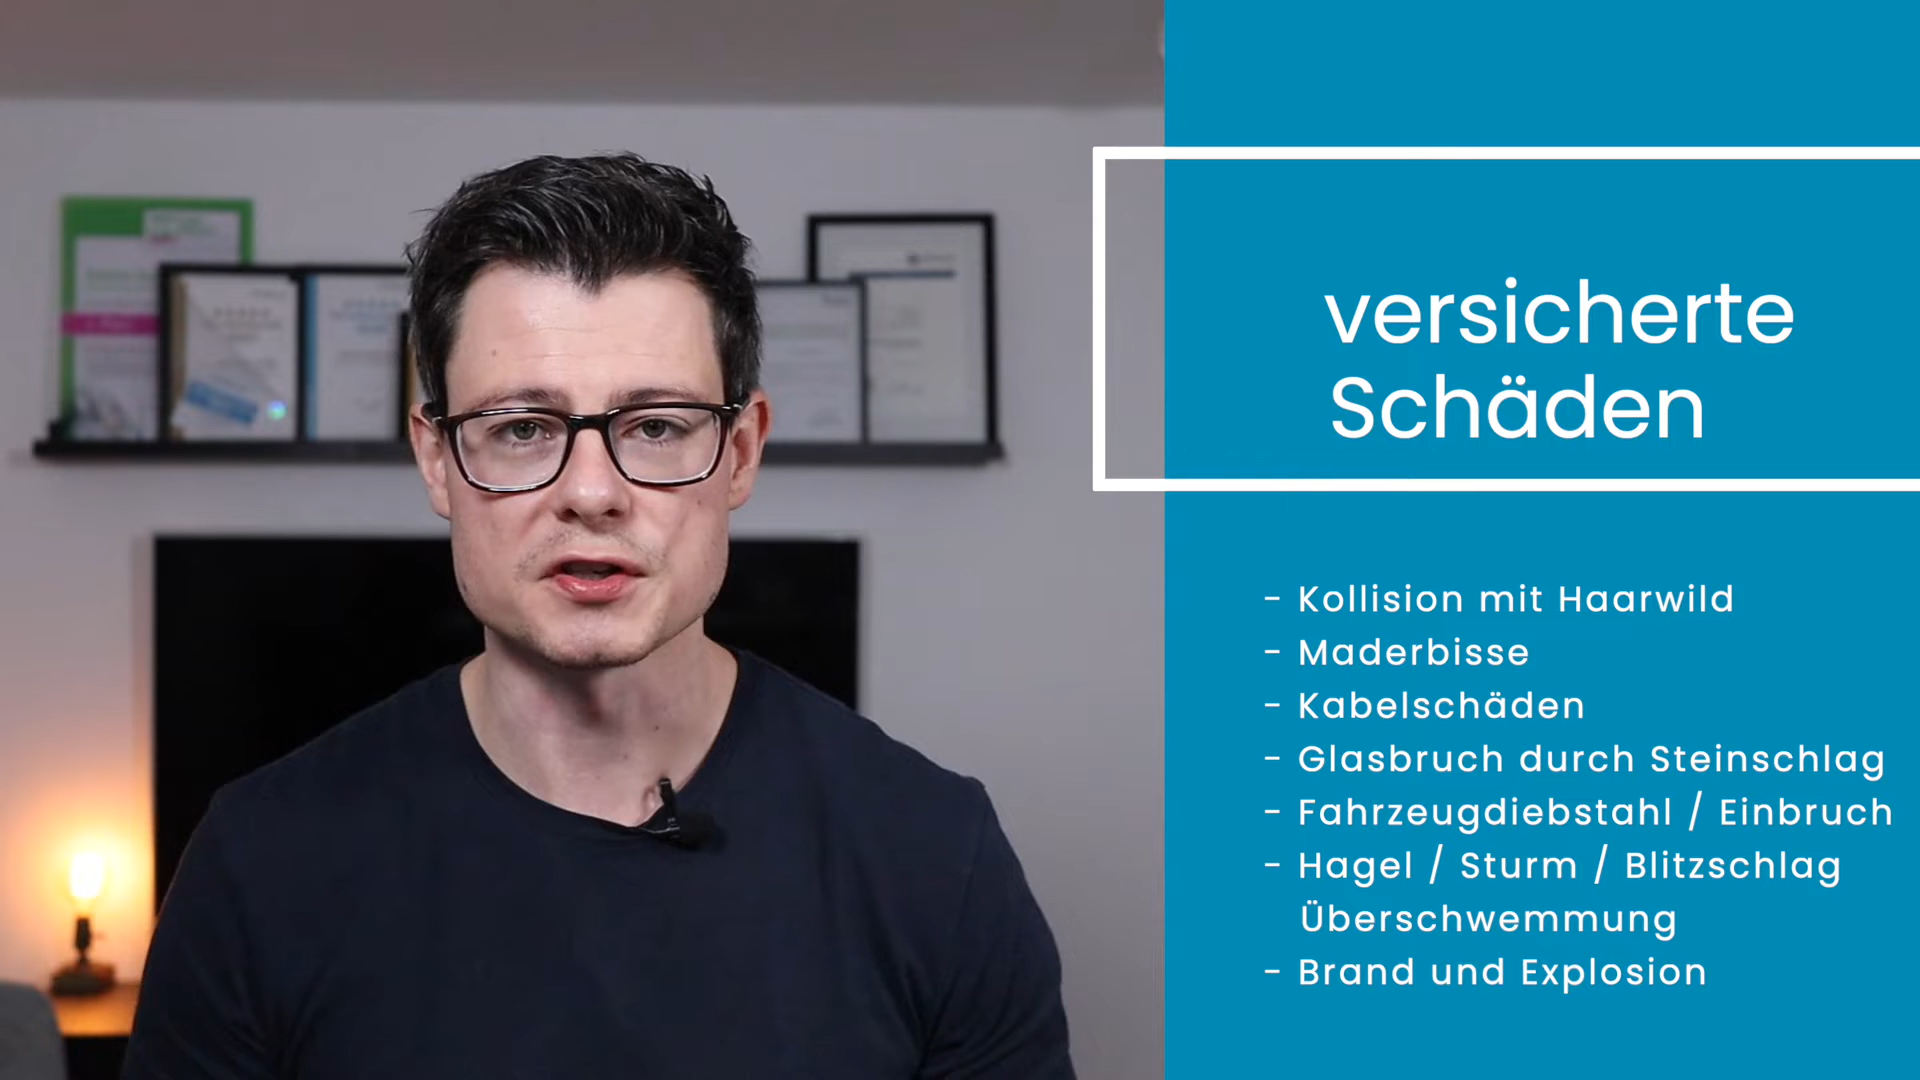 versicherte
Schäden
- Kollision mit Haarwild
- Maderbisse
- Kabelschäden
- Glasbruch durch Steinschlag
- Fahrzeugdiebstahl / Einbruch
- Hagel / Sturm / Blitzschlag
Überschwemmung
- Brand und Explosion